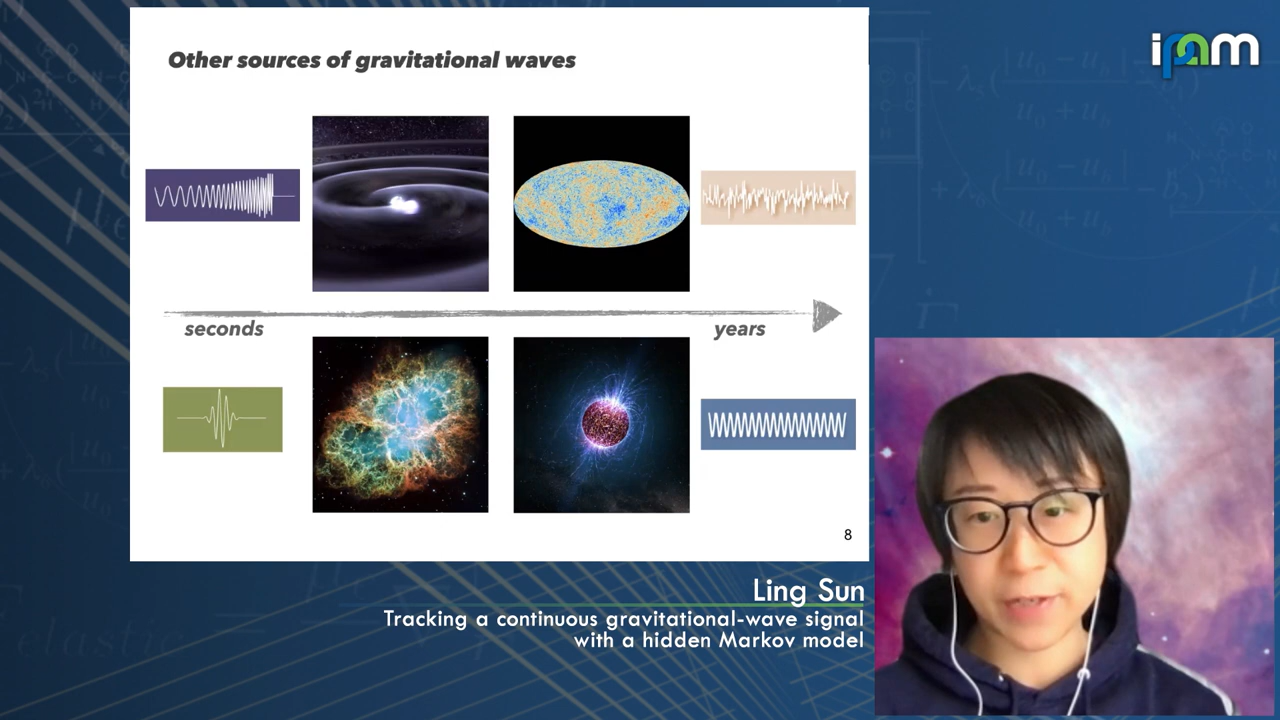 Other sources of gravitational waves
ipam
seconds
years
8
Ling Sun
Tracking a continuous gravitational-wave signal
with a hidden Markov model